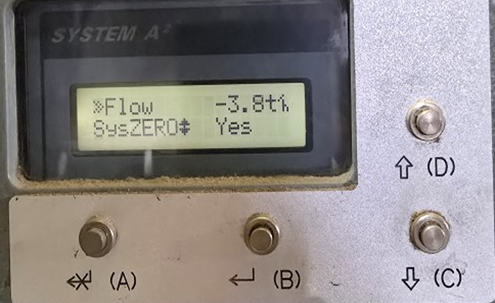 SYSTEM A²
»Flow -3.8t/h
SysZERO⬍ Yes
⇧ (D)
(A)
↵ (B)
⇩ (C)